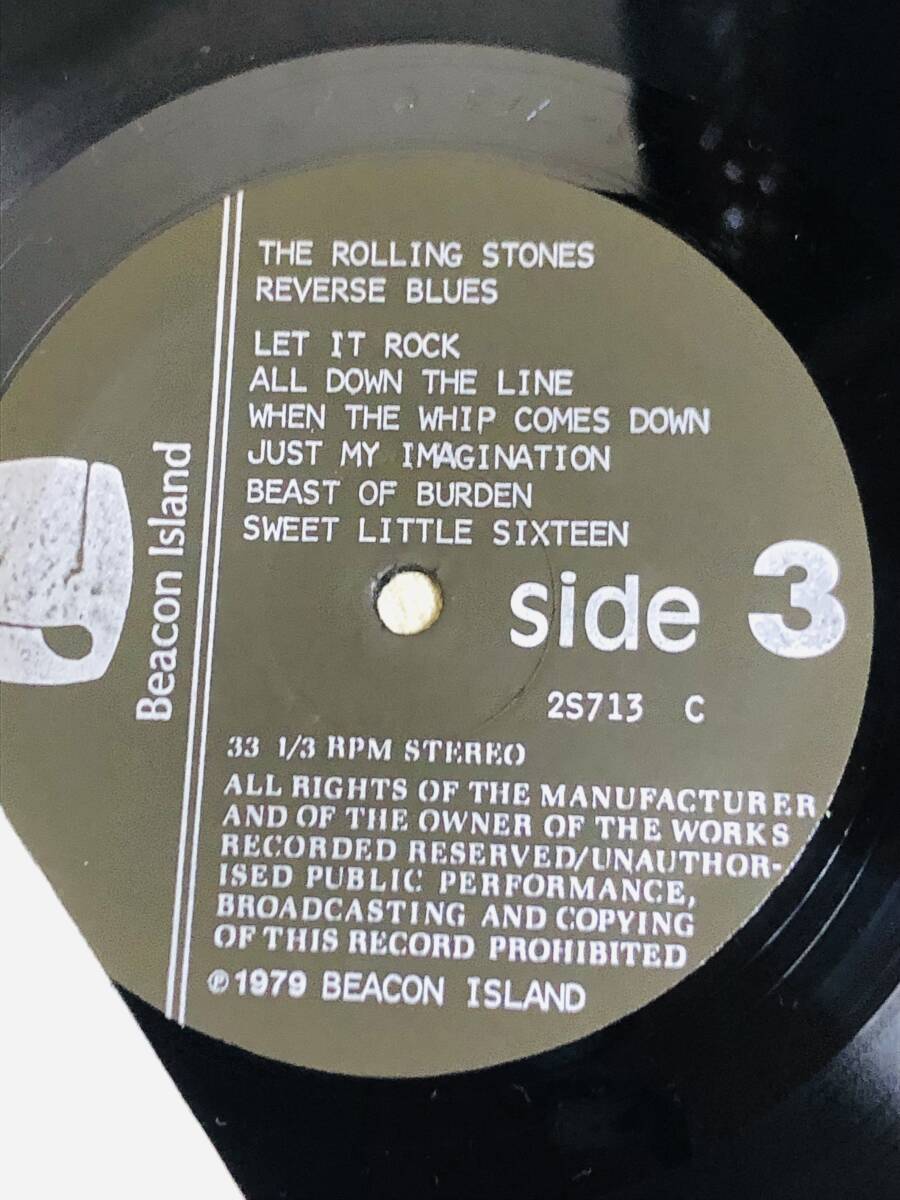 THE ROLLING STONES
REVERSE BLUES
LET IT ROCK
ALL DOWN THE LINE
WHEN THE WHIP COMES DOWN
JUST MY IMAGINATION
BEAST OF BURDEN
SWEET LITTLE SIXTEEN
Beacon Island
side 3
2S713 C
33 1/3 RPM STEREO
ALL RIGHTS OF THE MANUFACTURER
AND OF THE OWNER OF THE WORKS
RECORDED RESERVED/UNAUTHOR-
ISED PUBLIC PERFORMANCE,
BROADCASTING AND COPYING
OF THIS RECORD PROHIBITED
℗1979 BEACON ISLAND